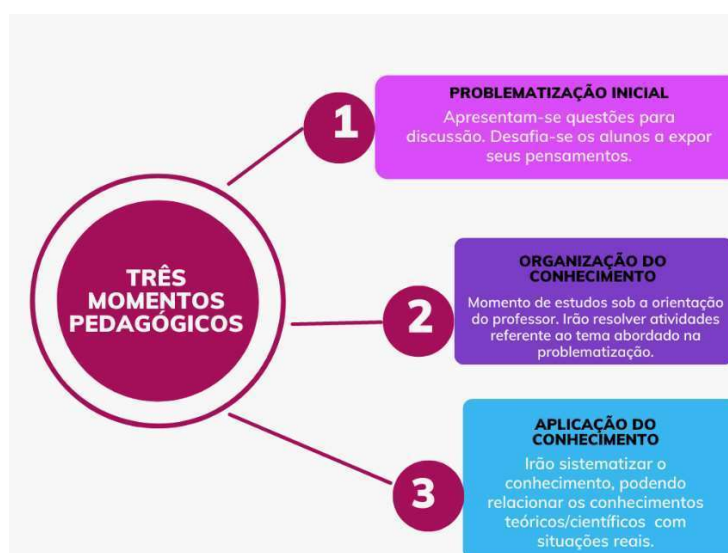 TRÊS
MOMENTOS
PEDAGÓGICOS
1
PROBLEMATIZAÇÃO INICIAL
Apresentam-se questões para
discussão. Desafia-se os alunos a expor
seus pensamentos.
2
ORGANIZAÇÃO DO
CONHECIMENTO
Momento de estudos sob a orientação
do professor. Irão resolver atividades
referente ao tema abordado na
problematização.
3
APLICAÇÃO DO
CONHECIMENTO
Irão sistematizar o
conhecimento, podendo
relacionar os conhecimentos
teóricos/científicos com
situações reais.